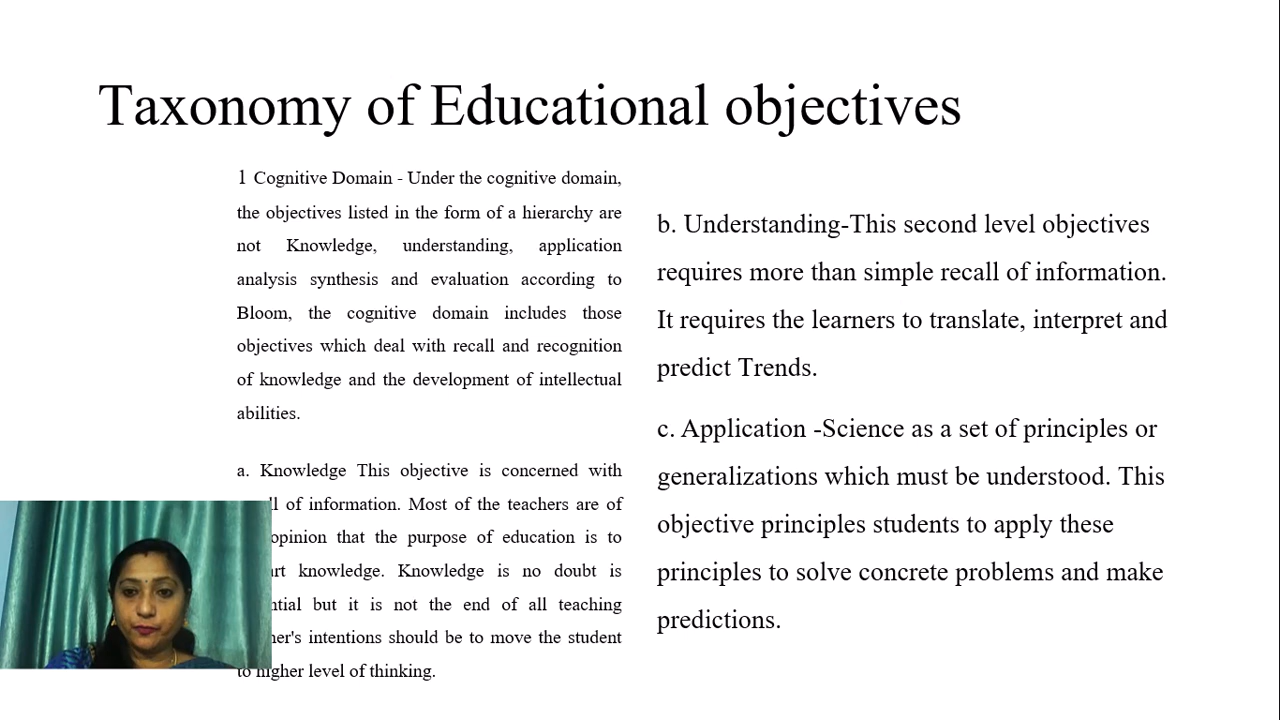 Taxonomy of Educational objectives
1 Cognitive Domain - Under the cognitive domain,
the objectives listed in the form of a hierarchy are
not Knowledge, understanding, application
analysis synthesis and evaluation according to
Bloom, the cognitive domain includes those
objectives which deal with recall and recognition
of knowledge and the development of intellectual
abilities.
a. Knowledge This objective is concerned with
of information. Most of the teachers are of
opinion that the purpose of education is to
knowledge. Knowledge is no doubt is
but it is not the end of all teaching
intentions should be to move the student
to higher level of thinking.
b. Understanding-This second level objectives
requires more than simple recall of information.
It requires the learners to translate, interpret and
predict Trends.
c. Application -Science as a set of principles or
generalizations which must be understood. This
objective principles students to apply these
principles to solve concrete problems and make
predictions.